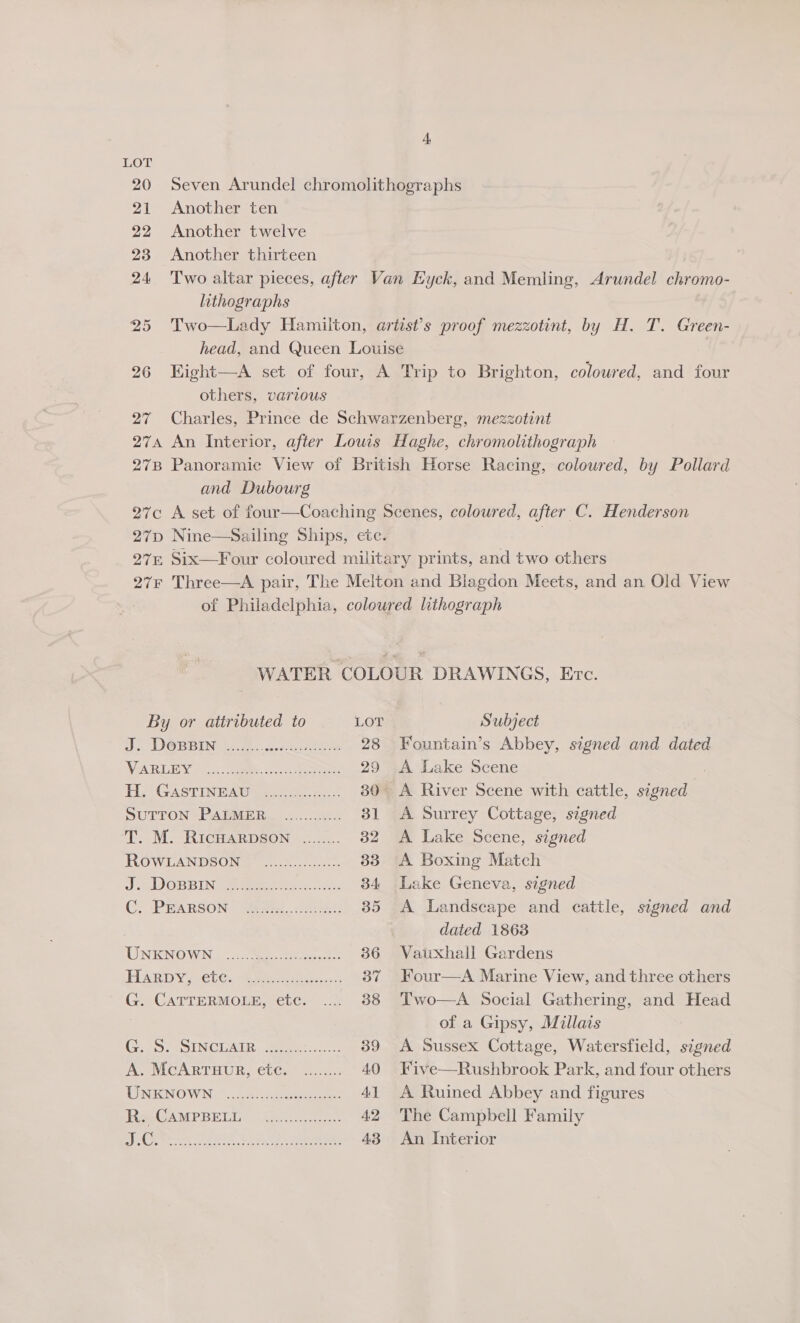 4
LOT
20 Seven Arundel chromolithographs
21 Another ten
22 Another twelve
23 Another thirteen
24 Two altar pieces, after Van Eyck, and Memling, Arundel chromo-
lithographs
25 Two—Lady Hamilton, artist's proof mezzotint, by H. T. Green-
head, and Queen Louise
26 Eight—A set of four, A Trip to Brighton, coloured, and four
others, various
27 Charles, Prince de Schwarzenberg, mezzotint
27A An Interior, after Louis Haghe, chromolithograph
27B Panoramic View of British Horse Racing, coloured, by Pollard
and Dubourg
27C A set of four—Coaching Scenes, coloured, after C. Henderson
27D Nine—Sailing Ships, etc.
27E Six—Four coloured military prints, and two others
27F Three—A pair, The Melton and Blagdon Meets, and an Old View
of Philadelphia, coloured lithograph
WATER COLOUR DRAWINGS, ETC.
By or attributed to LOT Subject
J. DOBBIN .................... 28 Fountain's Abbey, signed and dated
VARLEY .................... 29 A Lake Scene
H. GASTINEAU .............. 30 A River Scene with cattle, signed
SUTTON PALMER ............ 31 A Surrey Cottage, signed
T. M. RICHARDSON ........ 32 A Lake Scene, signed
ROWLANDSON .............. 33 A Boxing Match
J. DOBBIN .................... 34 Lake Geneva, signed
C. PEARSON .................. 35 A Landscape and cattle, signed and
dated 1863
UNKNOWN .................... 36 Vauxhall Gardens
HARDY, etc. .................. 37 Four—A Marine View, and three others
G. CATTERMOLE, etc. .... 38 Two—A Social Gathering, and Head
of a Gipsy, Millais
G. S. SINCLAIR .............. 39 A Sussex Cottage, Watersfield, signed
A. MCARTHUR, etc. ........ 40 Five—Rushbrook Park, and four others
UNKNOWN .................... 41 A Ruined Abbey and figures
R. CAMPBELL ................ 42 The Campbell Family
J.C. .............................. 43 An Interior